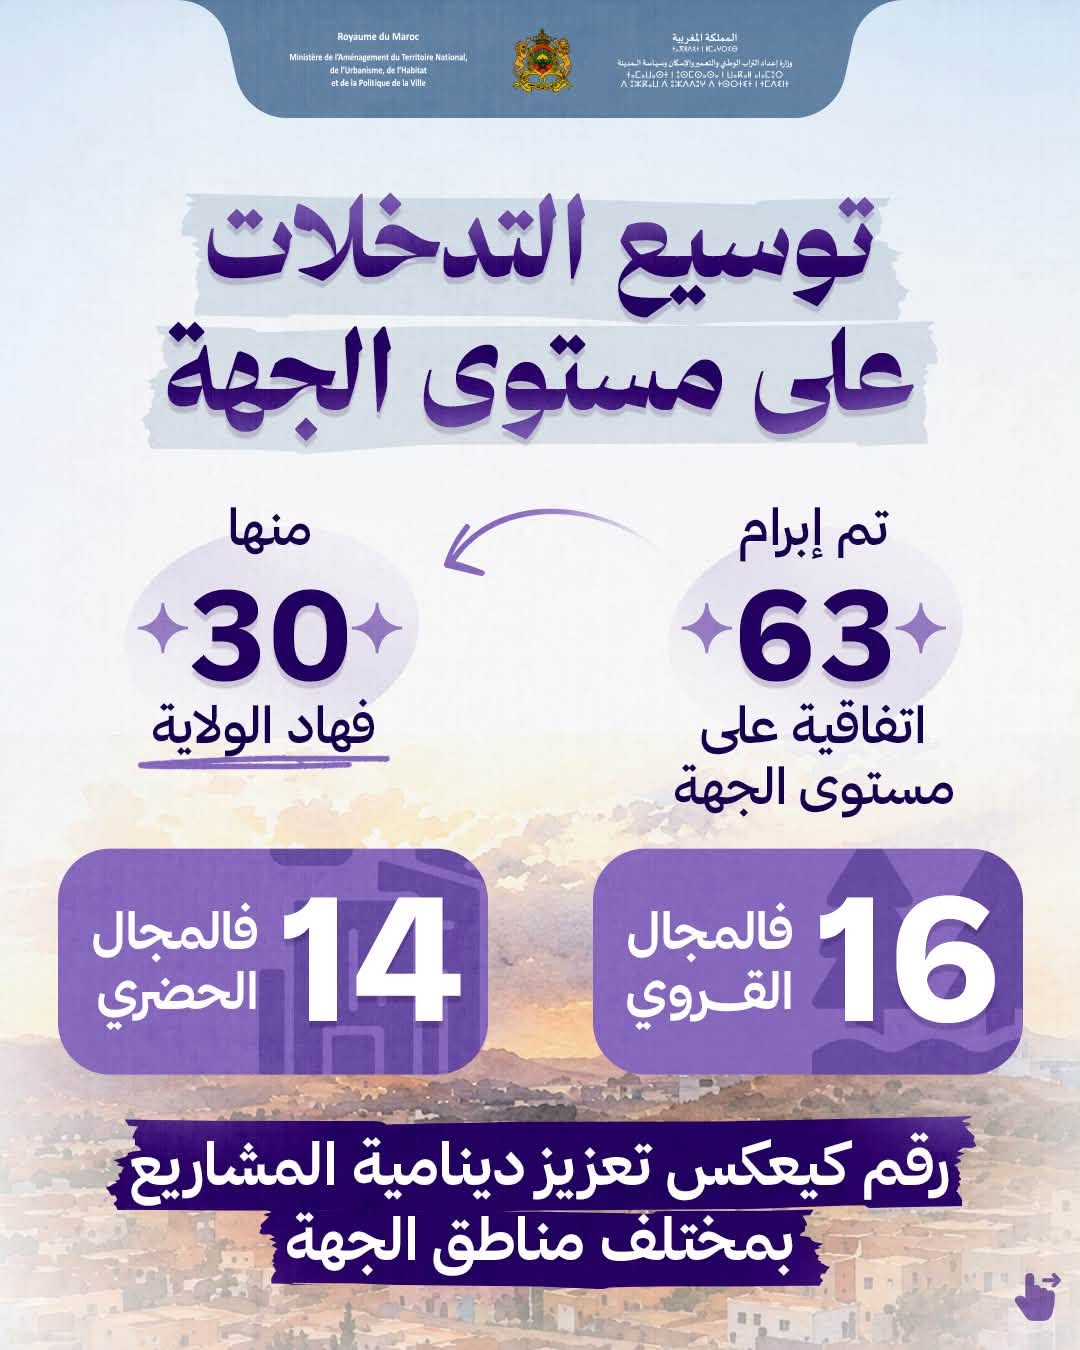 Royaume du Maroc
Ministère de l'Aménagement du Territoire National,
de l'Urbanisme, de l'Habitat
et de la Politique de la Ville
المملكة المغربية
ⵜⴰⴳⵍⴷⵉⵜ ⵏ ⵍⵎⵖⵔⵉⴱ
وزارة إعداد التراب الوطني والتعمير والإسكان وسياسة المدينة
توسيع التدخلات
على مستوى الجهة
تم إبرام
63
اتفاقية على
مستوى الجهة
منها
30
فهاد الولاية
16
فالمجال
القروي
14
فالمجال
الحضري
رقم كيعكس تعزيز دينامية المشاريع
بمختلف مناطق الجهة